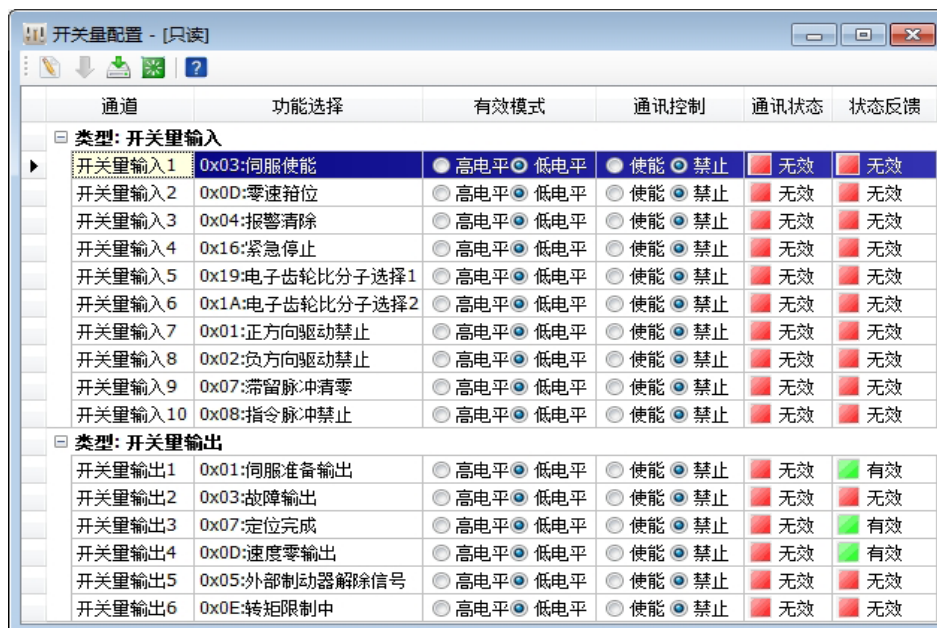 开关量配置 - [只读]
通道 功能选择 有效模式 通讯控制 通讯状态 状态反馈
类型: 开关量输入
开关量输入1 0x03:伺服使能 高电平 低电平 使能 禁止 无效 无效
开关量输入2 0x0D:零速箝位 高电平 低电平 使能 禁止 无效 无效
开关量输入3 0x04:报警清除 高电平 低电平 使能 禁止 无效 无效
开关量输入4 0x16:紧急停止 高电平 低电平 使能 禁止 无效 无效
开关量输入5 0x19:电子齿轮比分子选择1 高电平 低电平 使能 禁止 无效 无效
开关量输入6 0x1A:电子齿轮比分子选择2 高电平 低电平 使能 禁止 无效 无效
开关量输入7 0x01:正方向驱动禁止 高电平 低电平 使能 禁止 无效 无效
开关量输入8 0x02:负方向驱动禁止 高电平 低电平 使能 禁止 无效 无效
开关量输入9 0x07:滞留脉冲清零 高电平 低电平 使能 禁止 无效 无效
开关量输入10 0x08:指令脉冲禁止 高电平 低电平 使能 禁止 无效 无效
类型: 开关量输出
开关量输出1 0x01:伺服准备输出 高电平 低电平 使能 禁止 无效 有效
开关量输出2 0x03:故障输出 高电平 低电平 使能 禁止 无效 无效
开关量输出3 0x07:定位完成 高电平 低电平 使能 禁止 无效 有效
开关量输出4 0x0D:速度零输出 高电平 低电平 使能 禁止 无效 有效
开关量输出5 0x05:外部制动器解除信号 高电平 低电平 使能 禁止 无效 无效
开关量输出6 0x0E:转矩限制中 高电平 低电平 使能 禁止 无效 无效